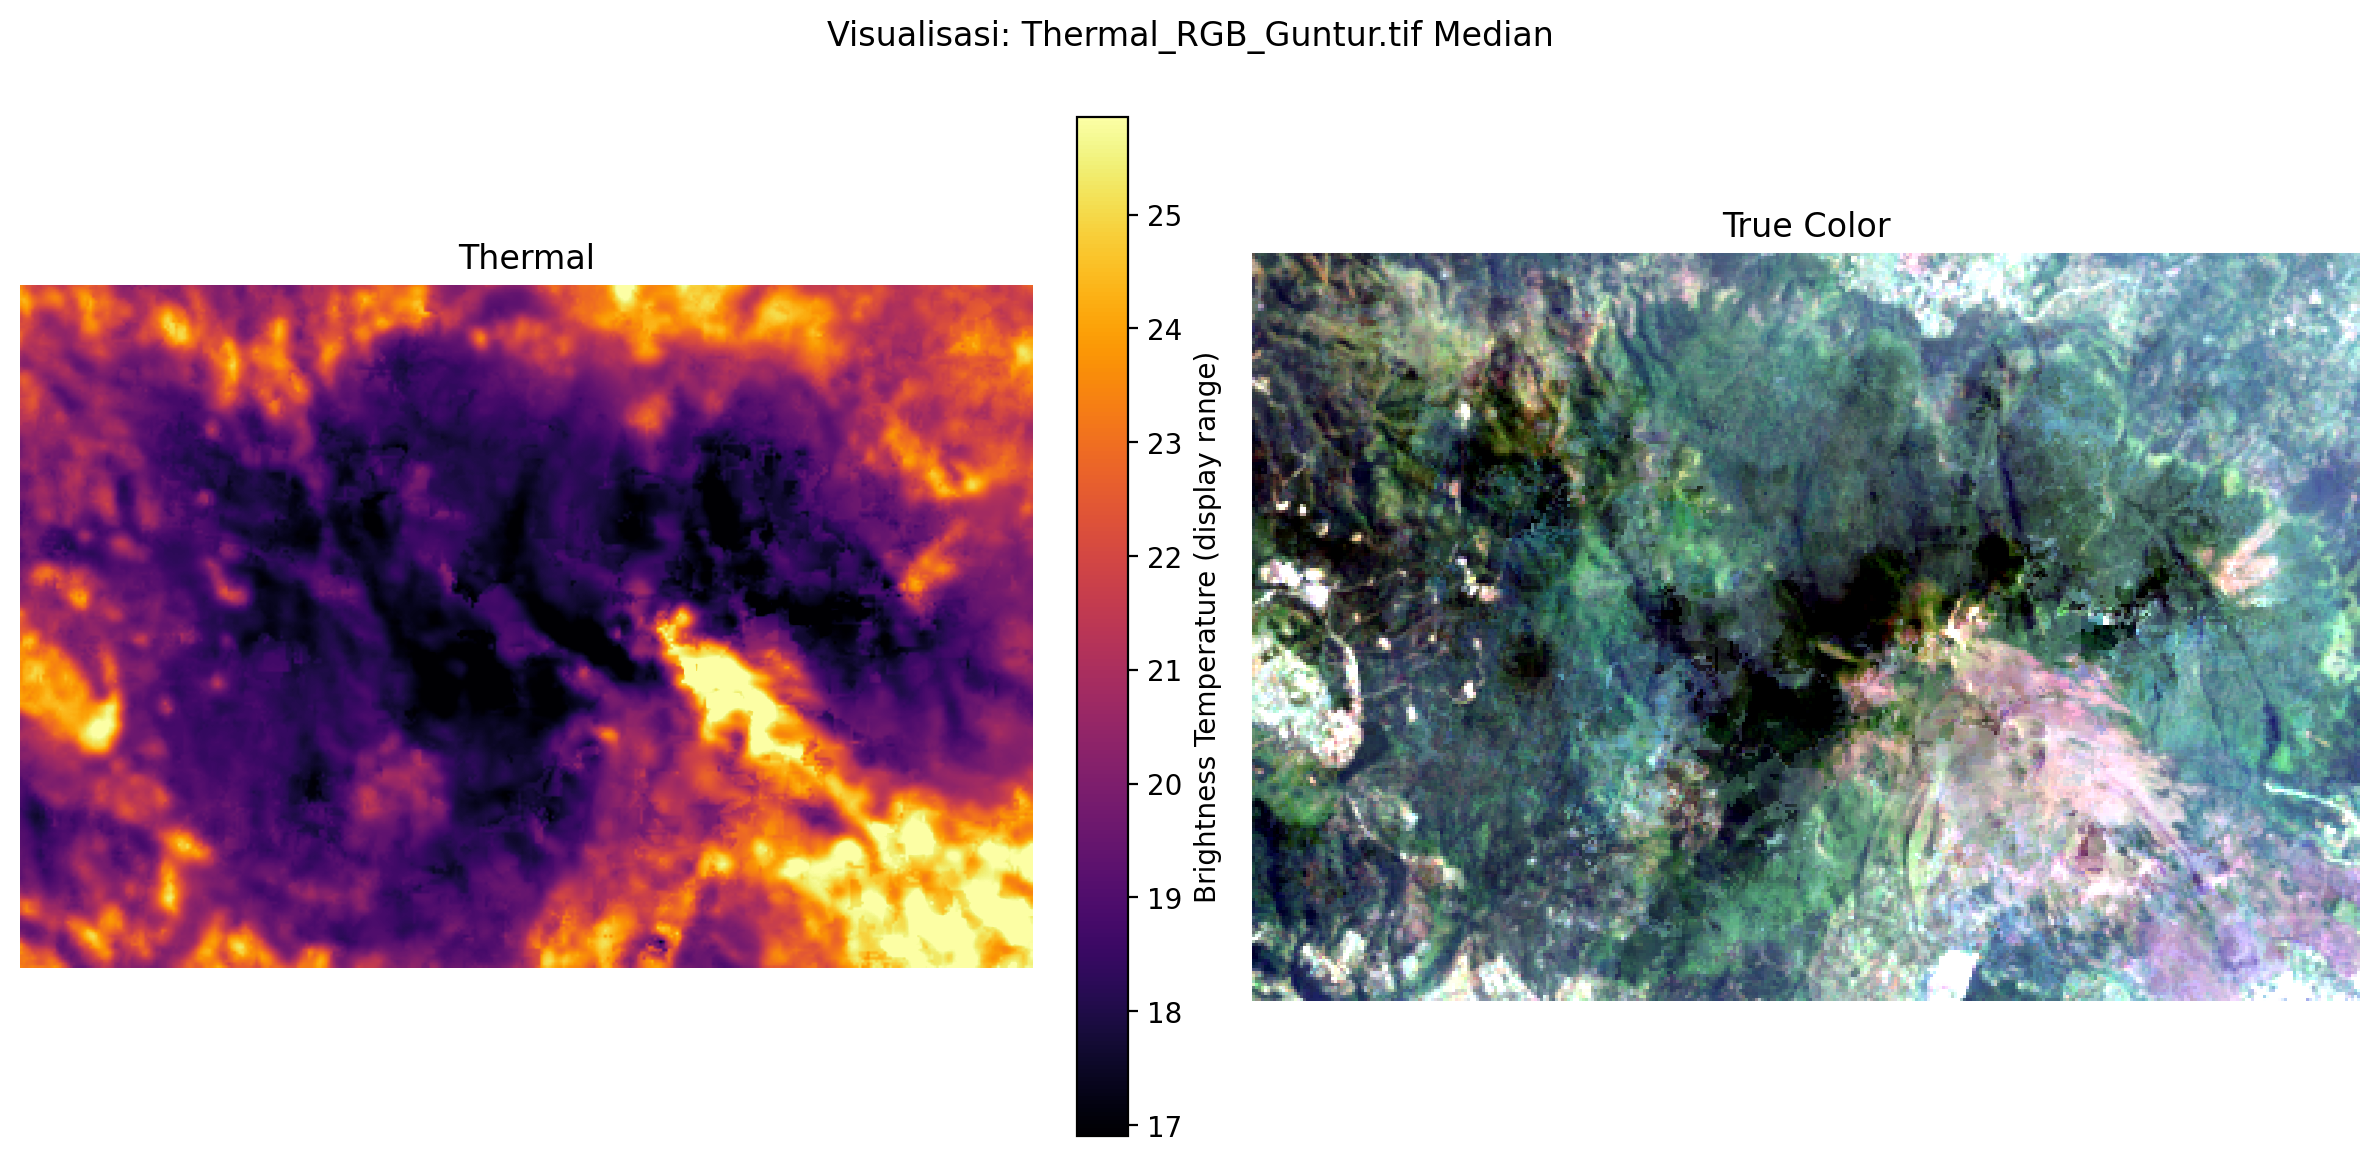 Visualisasi: Thermal_RGB_Guntur.tif Median
Thermal
25
24
23
22
21
20
19
18
17
Brightness Temperature (display range)
True Color